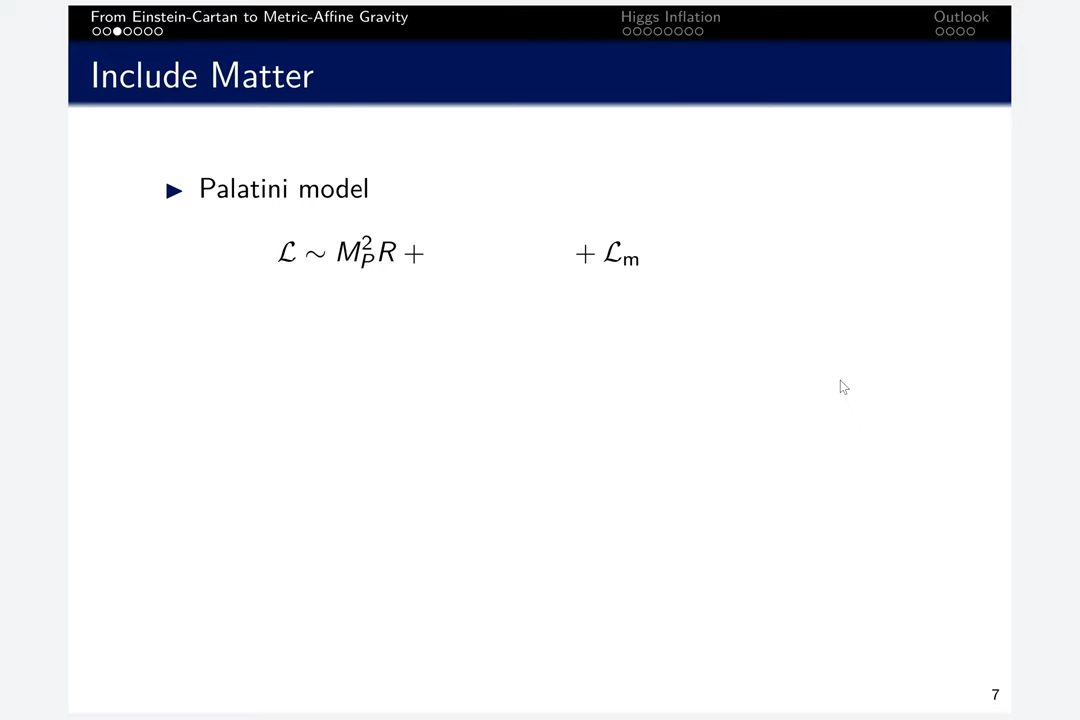 From Einstein-Cartan to Metric-Affine Gravity Higgs Inflation Outlook
Include Matter
Palatini model
ℒ ∼ M_P^2 R + + ℒ_m
7